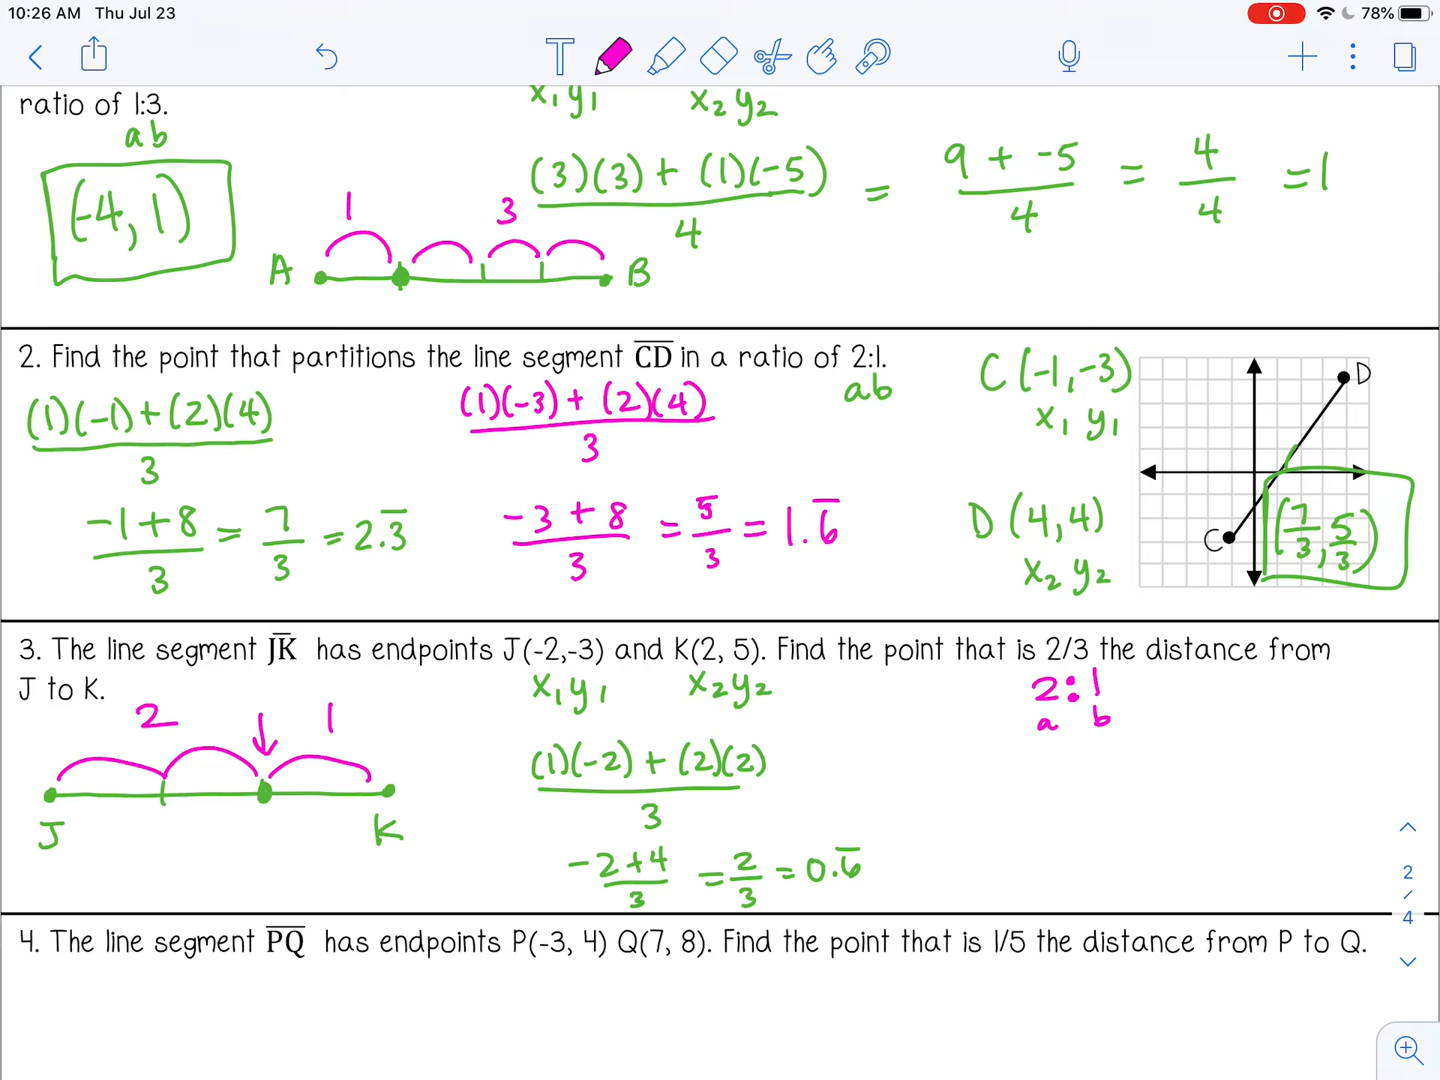 10:26 AM Thu Jul 23
78%
T
ratio of 1:3.
a b
x₁ y₁ x₂ y₂
(-4, 1)
(3)(3) + (1)(-5) / 4 = 9 + -5 / 4 = 4/4 = 1
1 3
A B
2. Find the point that partitions the line segment C̅D̅ in a ratio of 2:1.
a b
(1)(-1) + (2)(4) / 3
-1+8 / 3 = 7/3 = 2.3̅
(1)(-3) + (2)(4) / 3
-3 + 8 / 3 = 5/3 = 1.6̅
C (-1, -3)
x₁ y₁
D (4, 4)
x₂ y₂
D
C
(7/3, 5/3)
3. The line segment J̅K̅ has endpoints J(-2,-3) and K(2, 5). Find the point that is 2/3 the distance from
J to K.
x₁ y₁ x₂ y₂
2 : 1
a b
2 1
J K
(1)(-2) + (2)(2) / 3
-2+4 / 3 = 2/3 = 0.6̅
2
/
4
4. The line segment P̅Q̅ has endpoints P(-3, 4) Q(7, 8). Find the point that is 1/5 the distance from P to Q.